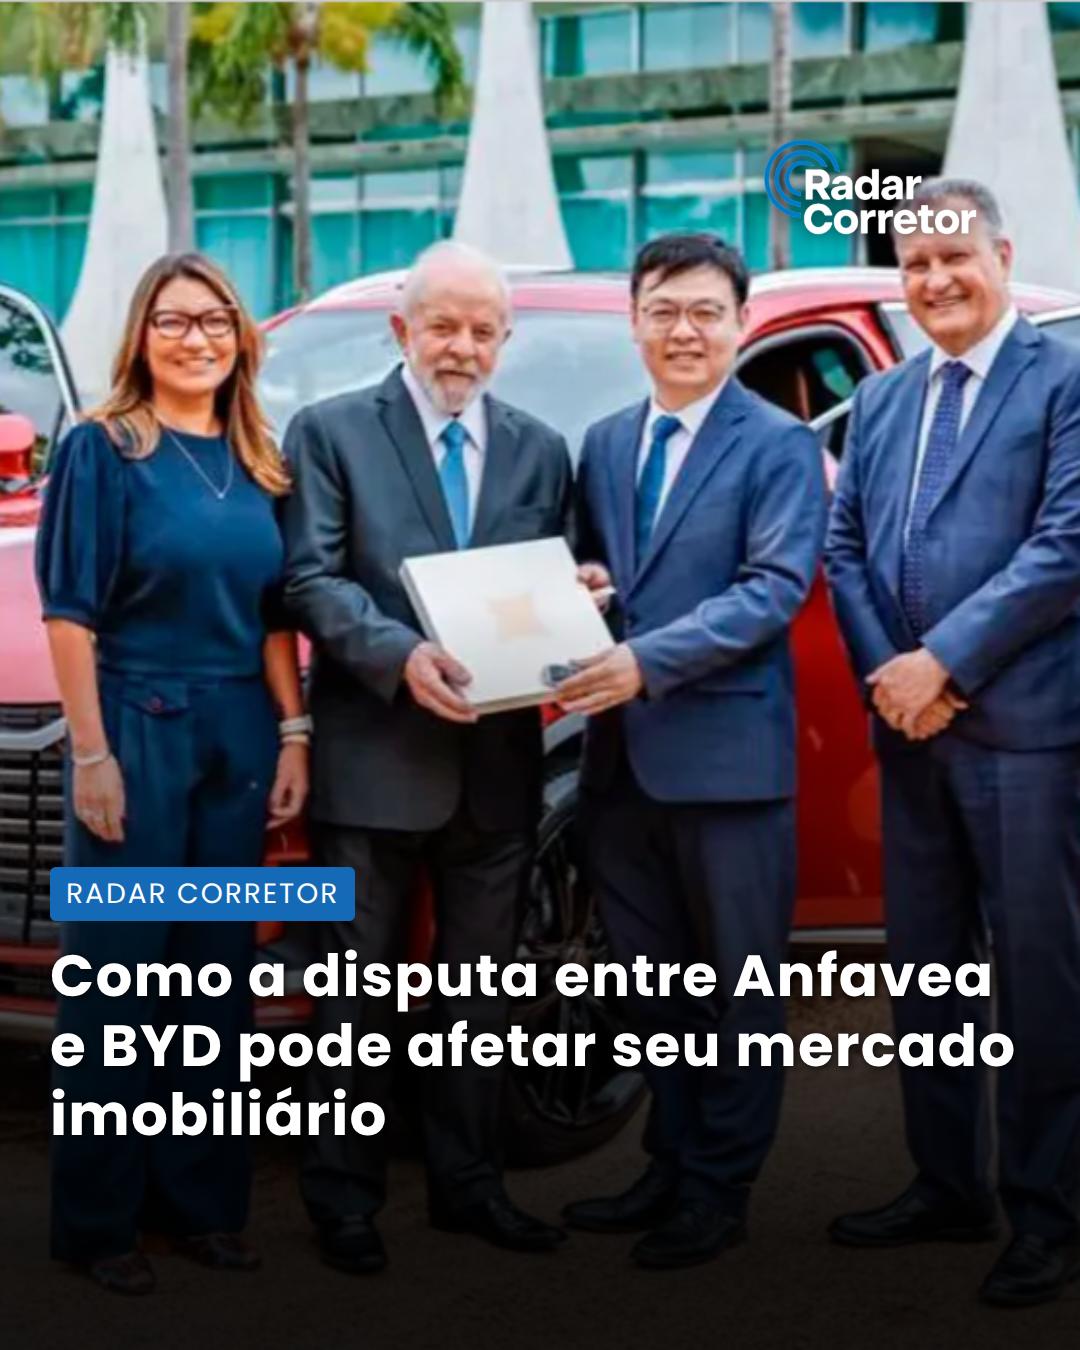 Radar
Corretor
RADAR CORRETOR
Como a disputa entre Anfavea
e BYD pode afetar seu mercado
imobiliário